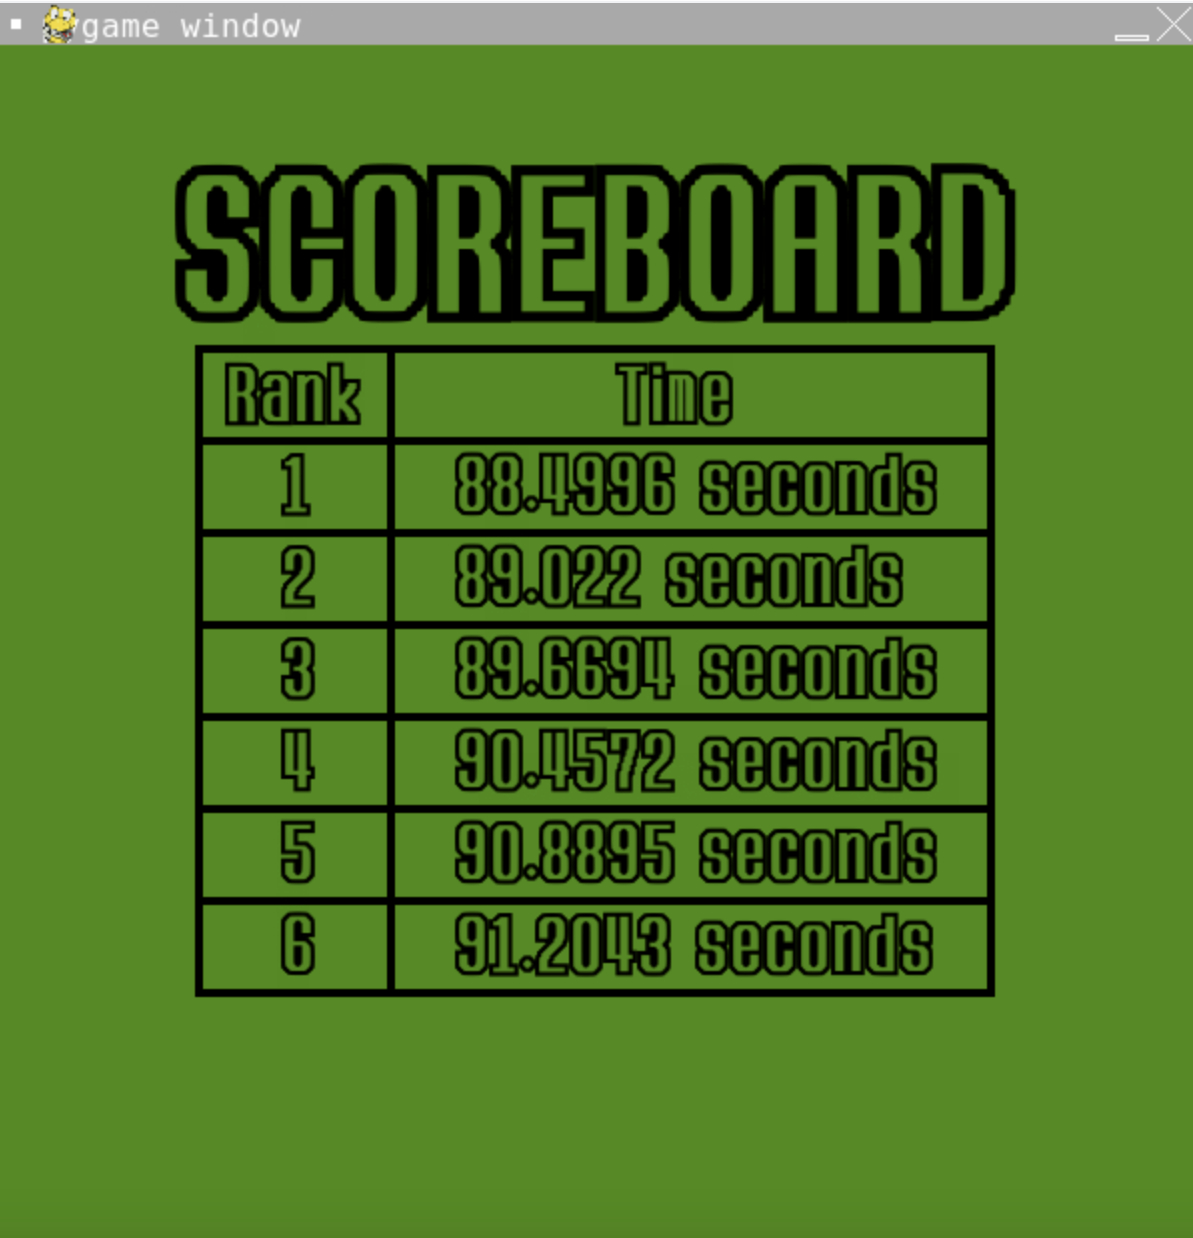 game window
SCOREBOARD
Rank Time
1 88.4996 seconds
2 89.022 seconds
3 89.6694 seconds
4 90.4572 seconds
5 90.8895 seconds
6 91.2043 seconds